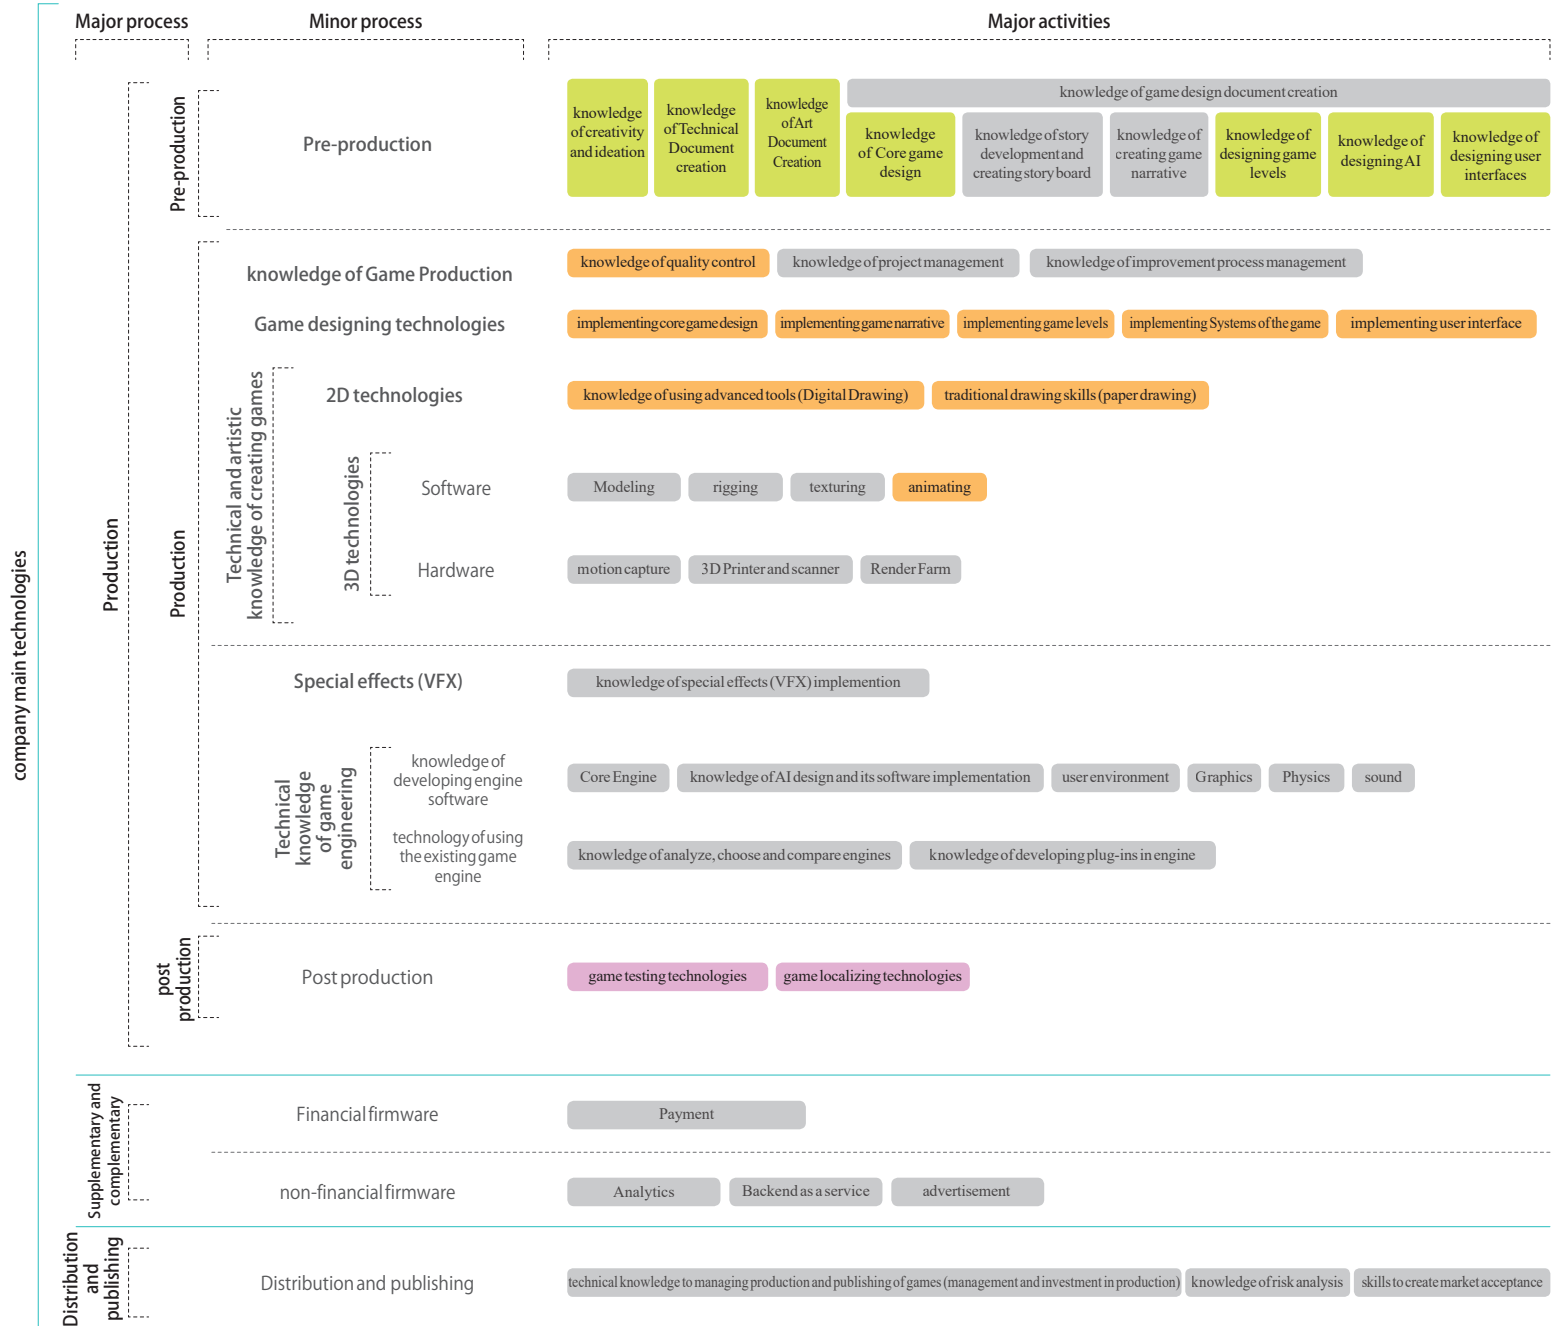 Major process
Minor process
Major activities
company main technologies
Production
Pre-production
Pre-production
knowledge
of creativity
and ideation
knowledge
of Technical
Document
creation
knowledge
of Art
Document
Creation
knowledge of game design document creation
knowledge
of Core game
design
knowledge of story
development and
creating story board
knowledge of
creating game
narrative
knowledge of
designing game
levels
knowledge of
designing AI
knowledge of
designing user
interfaces
Production
knowledge of Game Production
knowledge of quality control
knowledge of project management
knowledge of improvement process management
Game designing technologies
implementing core game design
implementing game narrative
implementing game levels
implementing Systems of the game
implementing user interface
Technical and artistic
knowledge of creating games
2D technologies
knowledge of using advanced tools (Digital Drawing)
traditional drawing skills (paper drawing)
3D technologies
Software
Modeling
rigging
texturing
animating
Hardware
motion capture
3D Printer and scanner
Render Farm
Special effects (VFX)
knowledge of special effects (VFX) implemention
Technical
knowledge
of game
engineering
knowledge of
developing engine
software
Core Engine
knowledge of AI design and its software implementation
user environment
Graphics
Physics
sound
technology of using
the existing game
engine
knowledge of analyze, choose and compare engines
knowledge of developing plug-ins in engine
post
production
Post production
game testing technologies
game localizing technologies
Supplementary and
complementary
Financial firmware
Payment
non-financial firmware
Analytics
Backend as a service
advertisement
Distribution
and
publishing
Distribution and publishing
technical knowledge to managing production and publishing of games (management and investment in production)
knowledge of risk analysis
skills to create market acceptance